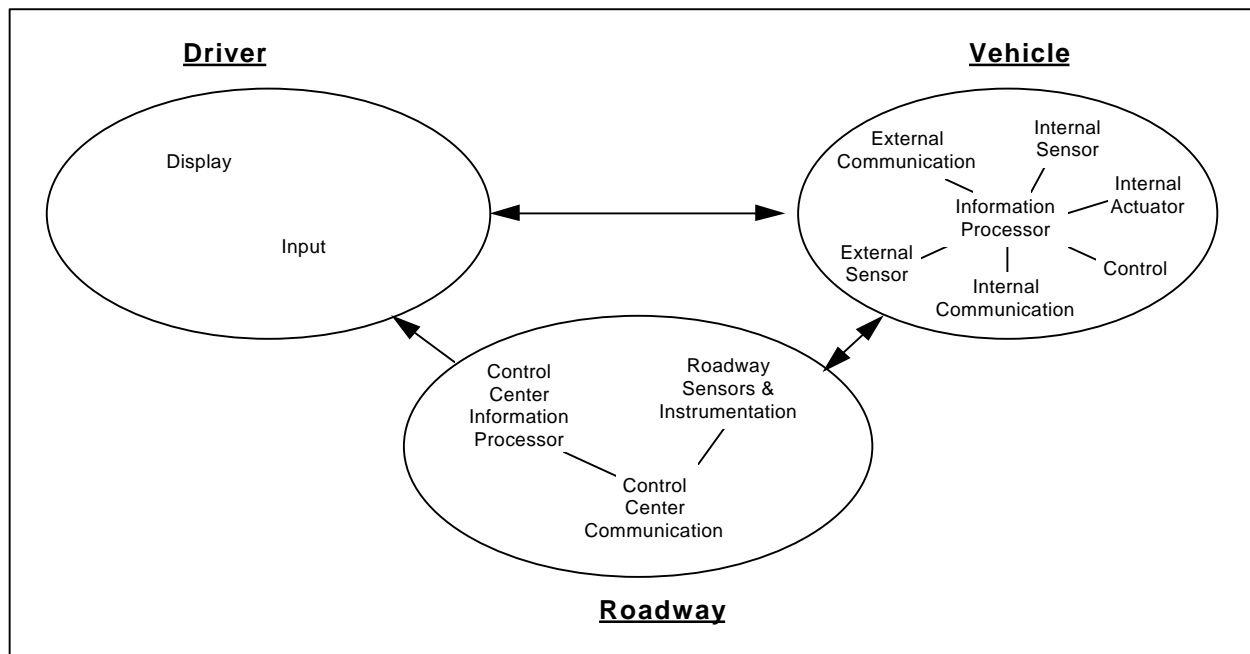 Driver
Vehicle
Display
Input
External
Communication
Internal
Sensor
Internal
Actuator
Information
Processor
External
Sensor
Internal
Communication
Control
Control
Center
Information
Processor
Roadway
Sensors &
Instrumentation
Control
Center
Communication
Roadway